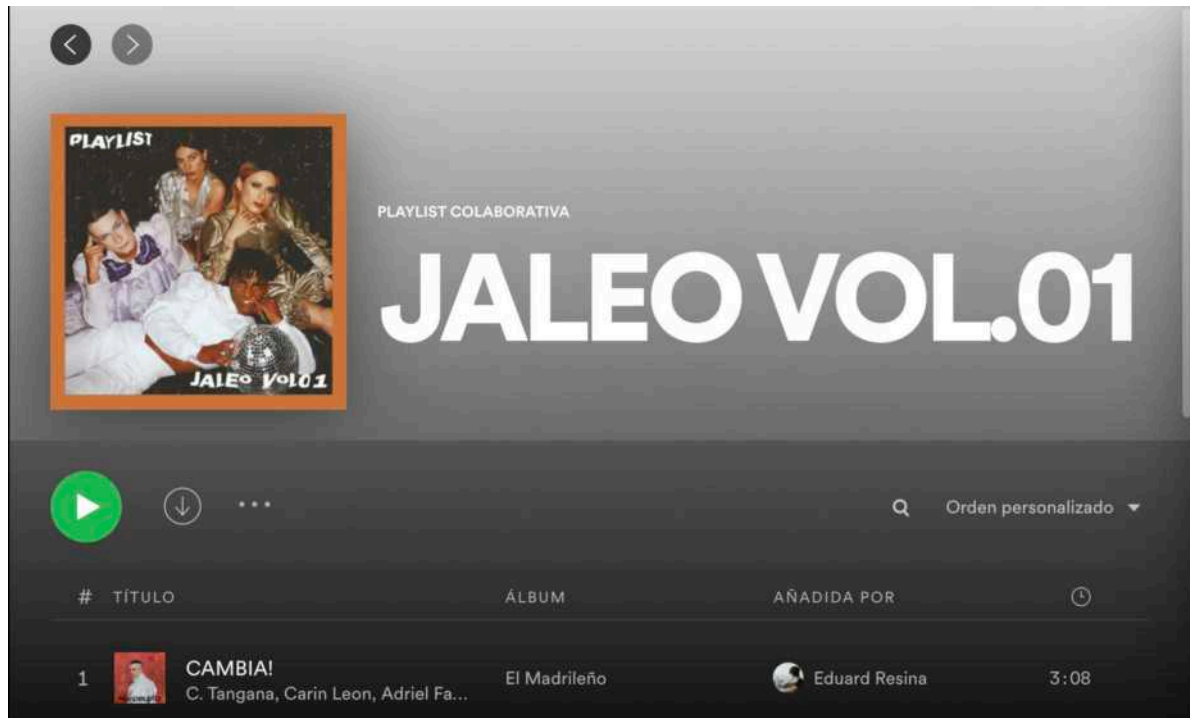 PLAYLIST
JALEO VOL01
PLAYLIST COLABORATIVA
JALEO VOL.01
Orden personalizado
# TÍTULO ÁLBUM AÑADIDA POR
1 CAMBIA! El Madrileño Eduard Resina 3:08
C. Tangana, Carin Leon, Adriel Fa...